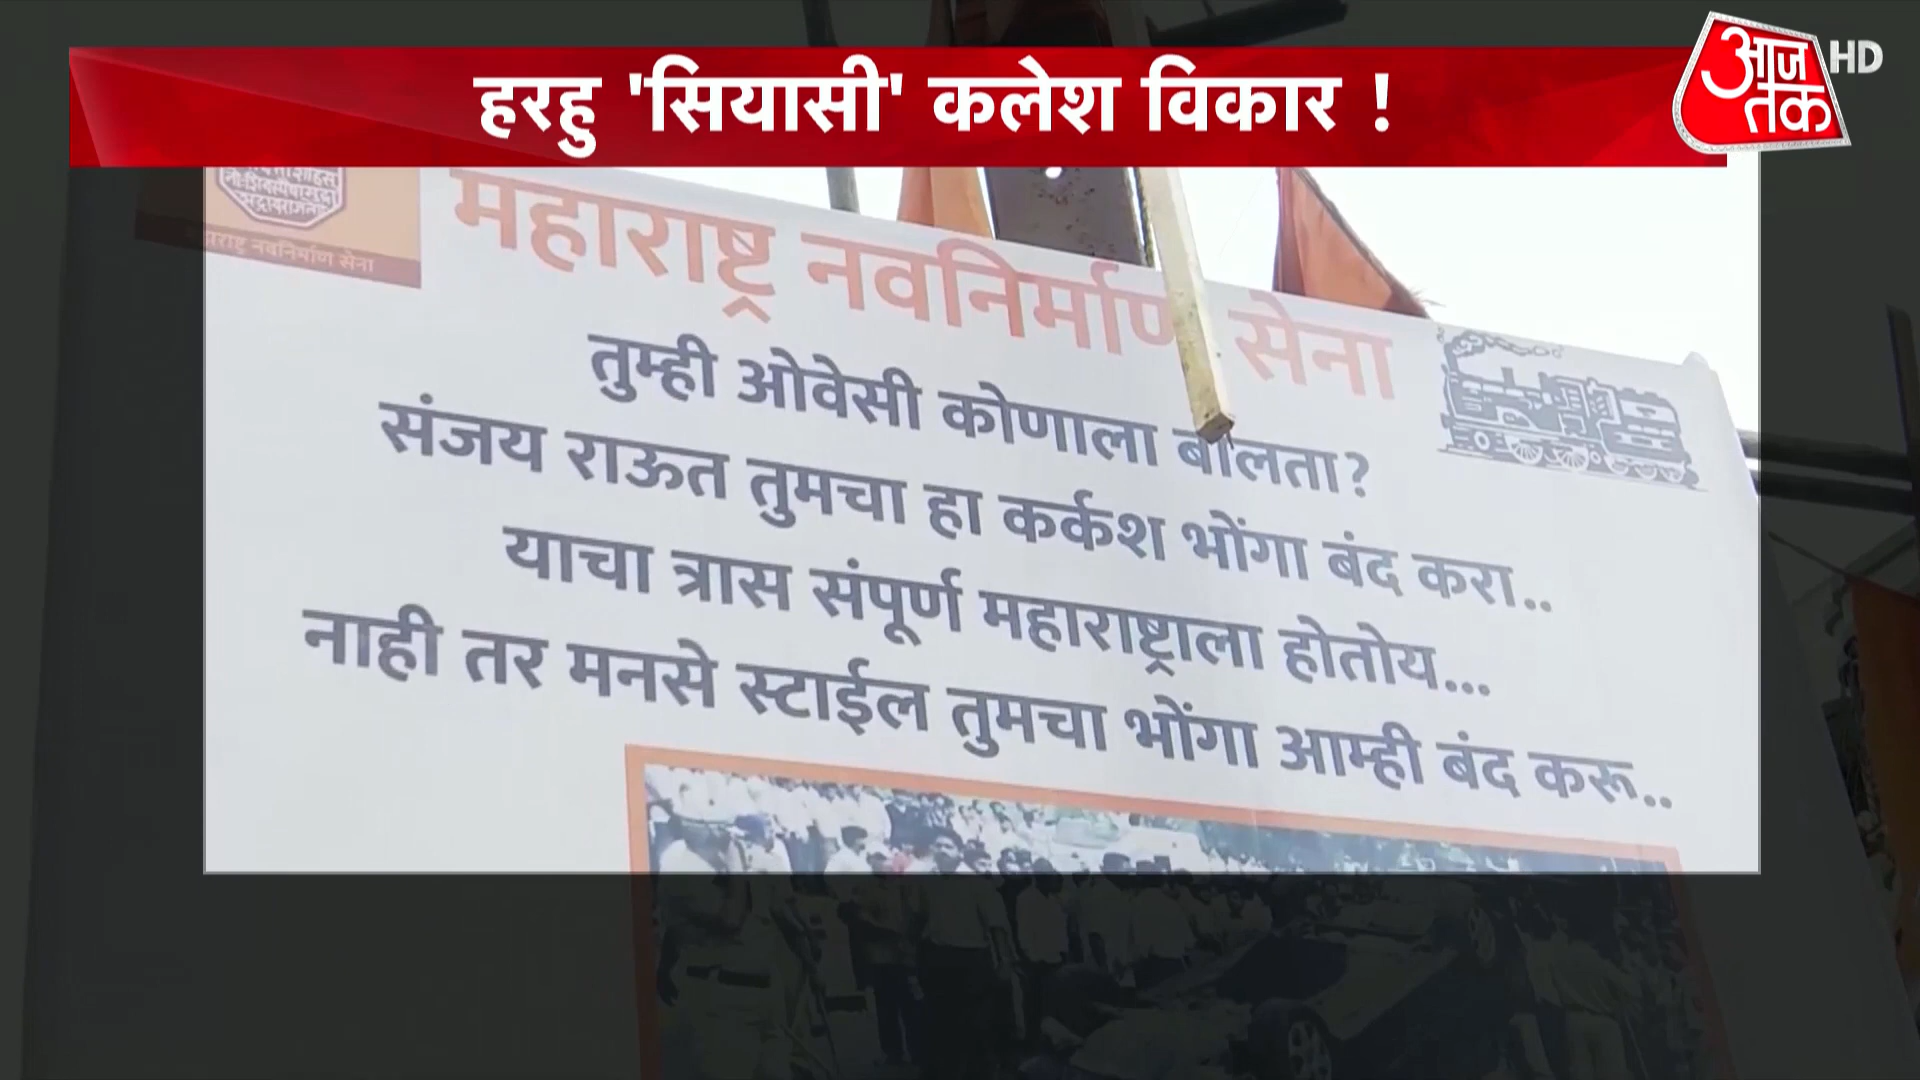 हरहु 'सियासी' कलेश विकार !
आज तक HD
महाराष्ट्र नवनिर्माण सेना
महाराष्ट्र नवनिर्माण सेना
तुम्ही ओवेसी कोणाला बोलता?
संजय राऊत तुमचा हा कर्कश भोंगा बंद करा..
याचा त्रास संपूर्ण महाराष्ट्राला होतोय...
नाही तर मनसे स्टाईल तुमचा भोंगा आम्ही बंद करू..